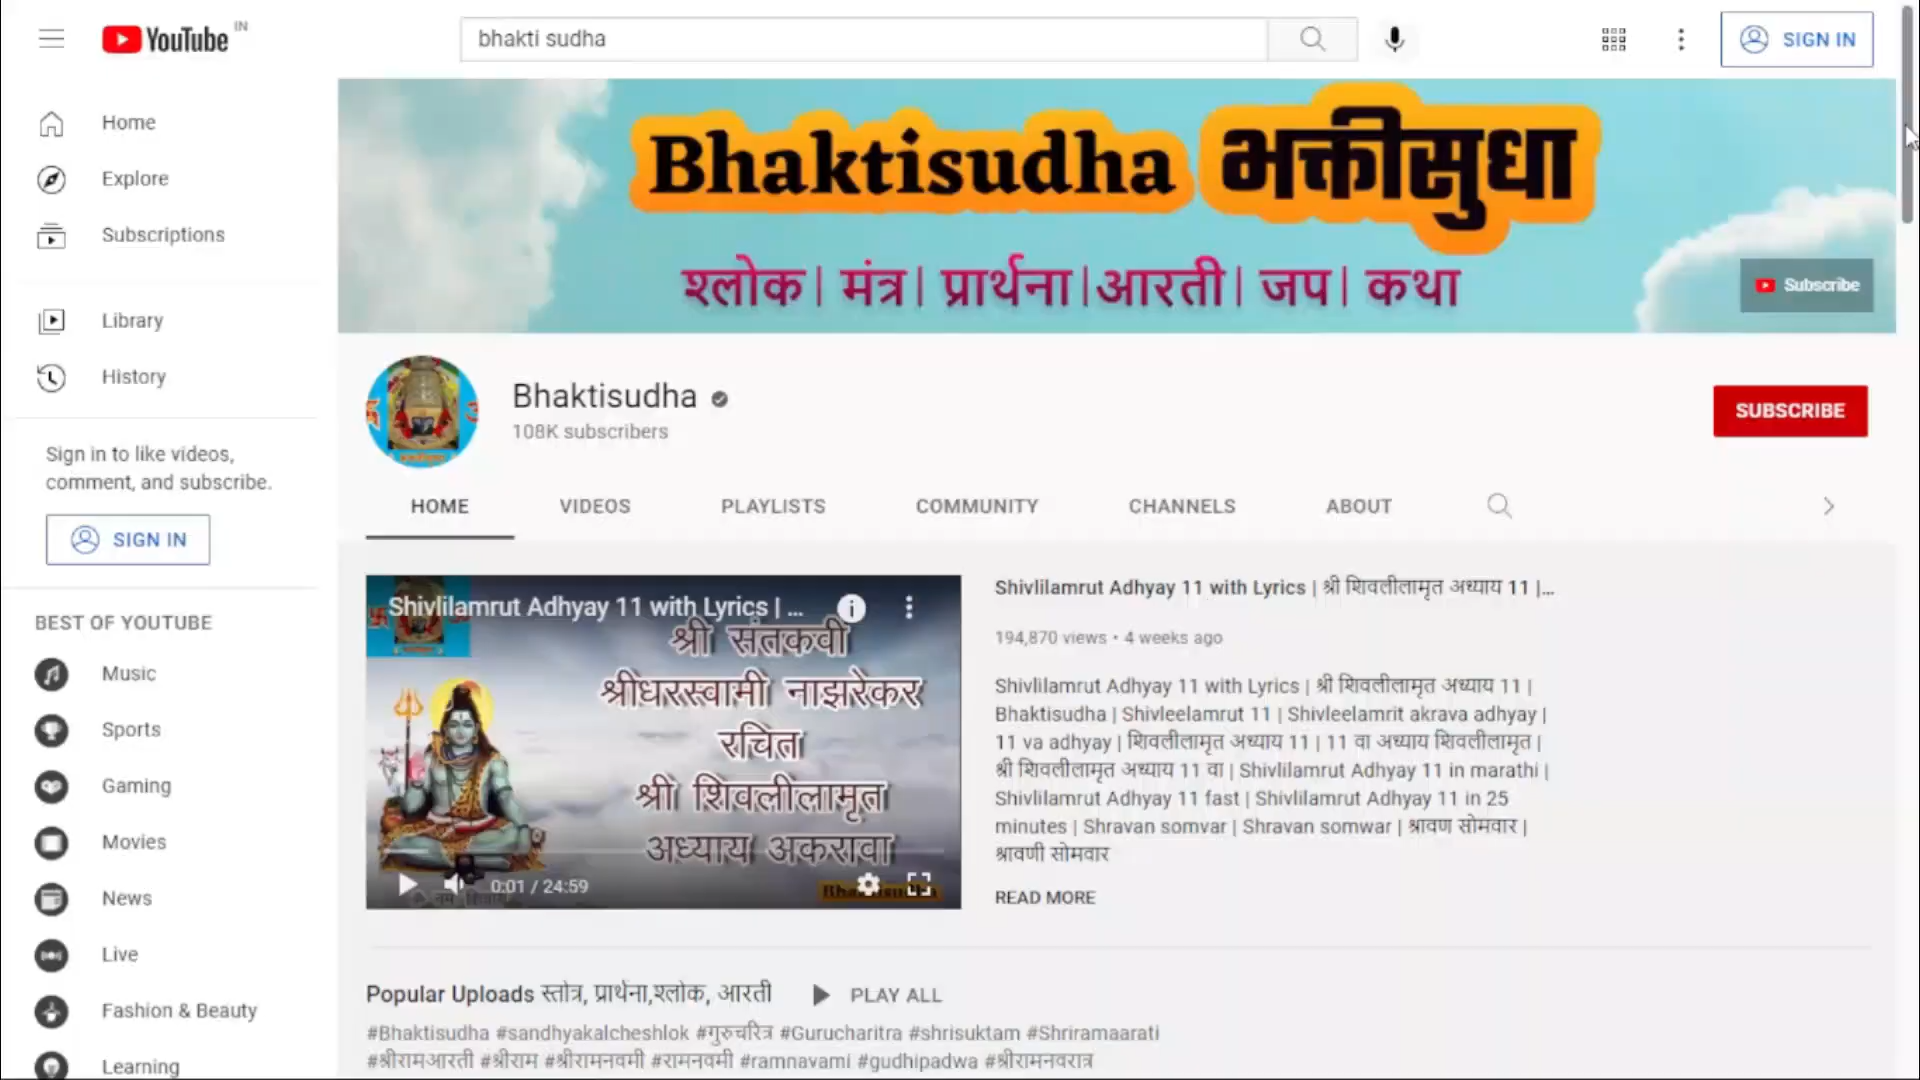 YouTube IN
bhakti sudha
SIGN IN
Home
Explore
Subscriptions
Library
History
Sign in to like videos,
comment, and subscribe.
SIGN IN
BEST OF YOUTUBE
Music
Sports
Gaming
Movies
News
Live
Fashion & Beauty
Learning
Bhaktisudha भक्तीसुधा
श्लोक। मंत्र। प्रार्थना।आरती। जप। कथा
Subscribe
Bhaktisudha
108K subscribers
SUBSCRIBE
HOME VIDEOS PLAYLISTS COMMUNITY CHANNELS ABOUT
Shivlilamrut Adhyay 11 with Lyrics | ...
श्री संतकवी
श्रीधरस्वामी नाझरेकर
रचित
श्री शिवलीलामृत
अध्याय अकरावा
0:01 / 24:59
Bhaktisudha
Shivlilamrut Adhyay 11 with Lyrics | श्री शिवलीलामृत अध्याय 11 |...
194,870 views • 4 weeks ago
Shivlilamrut Adhyay 11 with Lyrics | श्री शिवलीलामृत अध्याय 11 |
Bhaktisudha | Shivleelamrut 11 | Shivleelamrit akrava adhyay |
11 va adhyay | शिवलीलामृत अध्याय 11 | 11 वा अध्याय शिवलीलामृत |
श्री शिवलीलामृत अध्याय 11 वा | Shivlilamrut Adhyay 11 in marathi |
Shivlilamrut Adhyay 11 fast | Shivlilamrut Adhyay 11 in 25
minutes | Shravan somvar | Shravan somwar | श्रावण सोमवार |
श्रावणी सोमवार
READ MORE
Popular Uploads स्तोत्र, प्रार्थना,श्लोक, आरती PLAY ALL
#Bhaktisudha #sandhyakalcheshlok #गुरुचरित्र #Gurucharitra #shrisuktam #Shriramaarati
#श्रीरामआरती #श्रीराम #श्रीरामनवमी #रामनवमी #ramnavami #gudhipadwa #श्रीरामनवरात्र